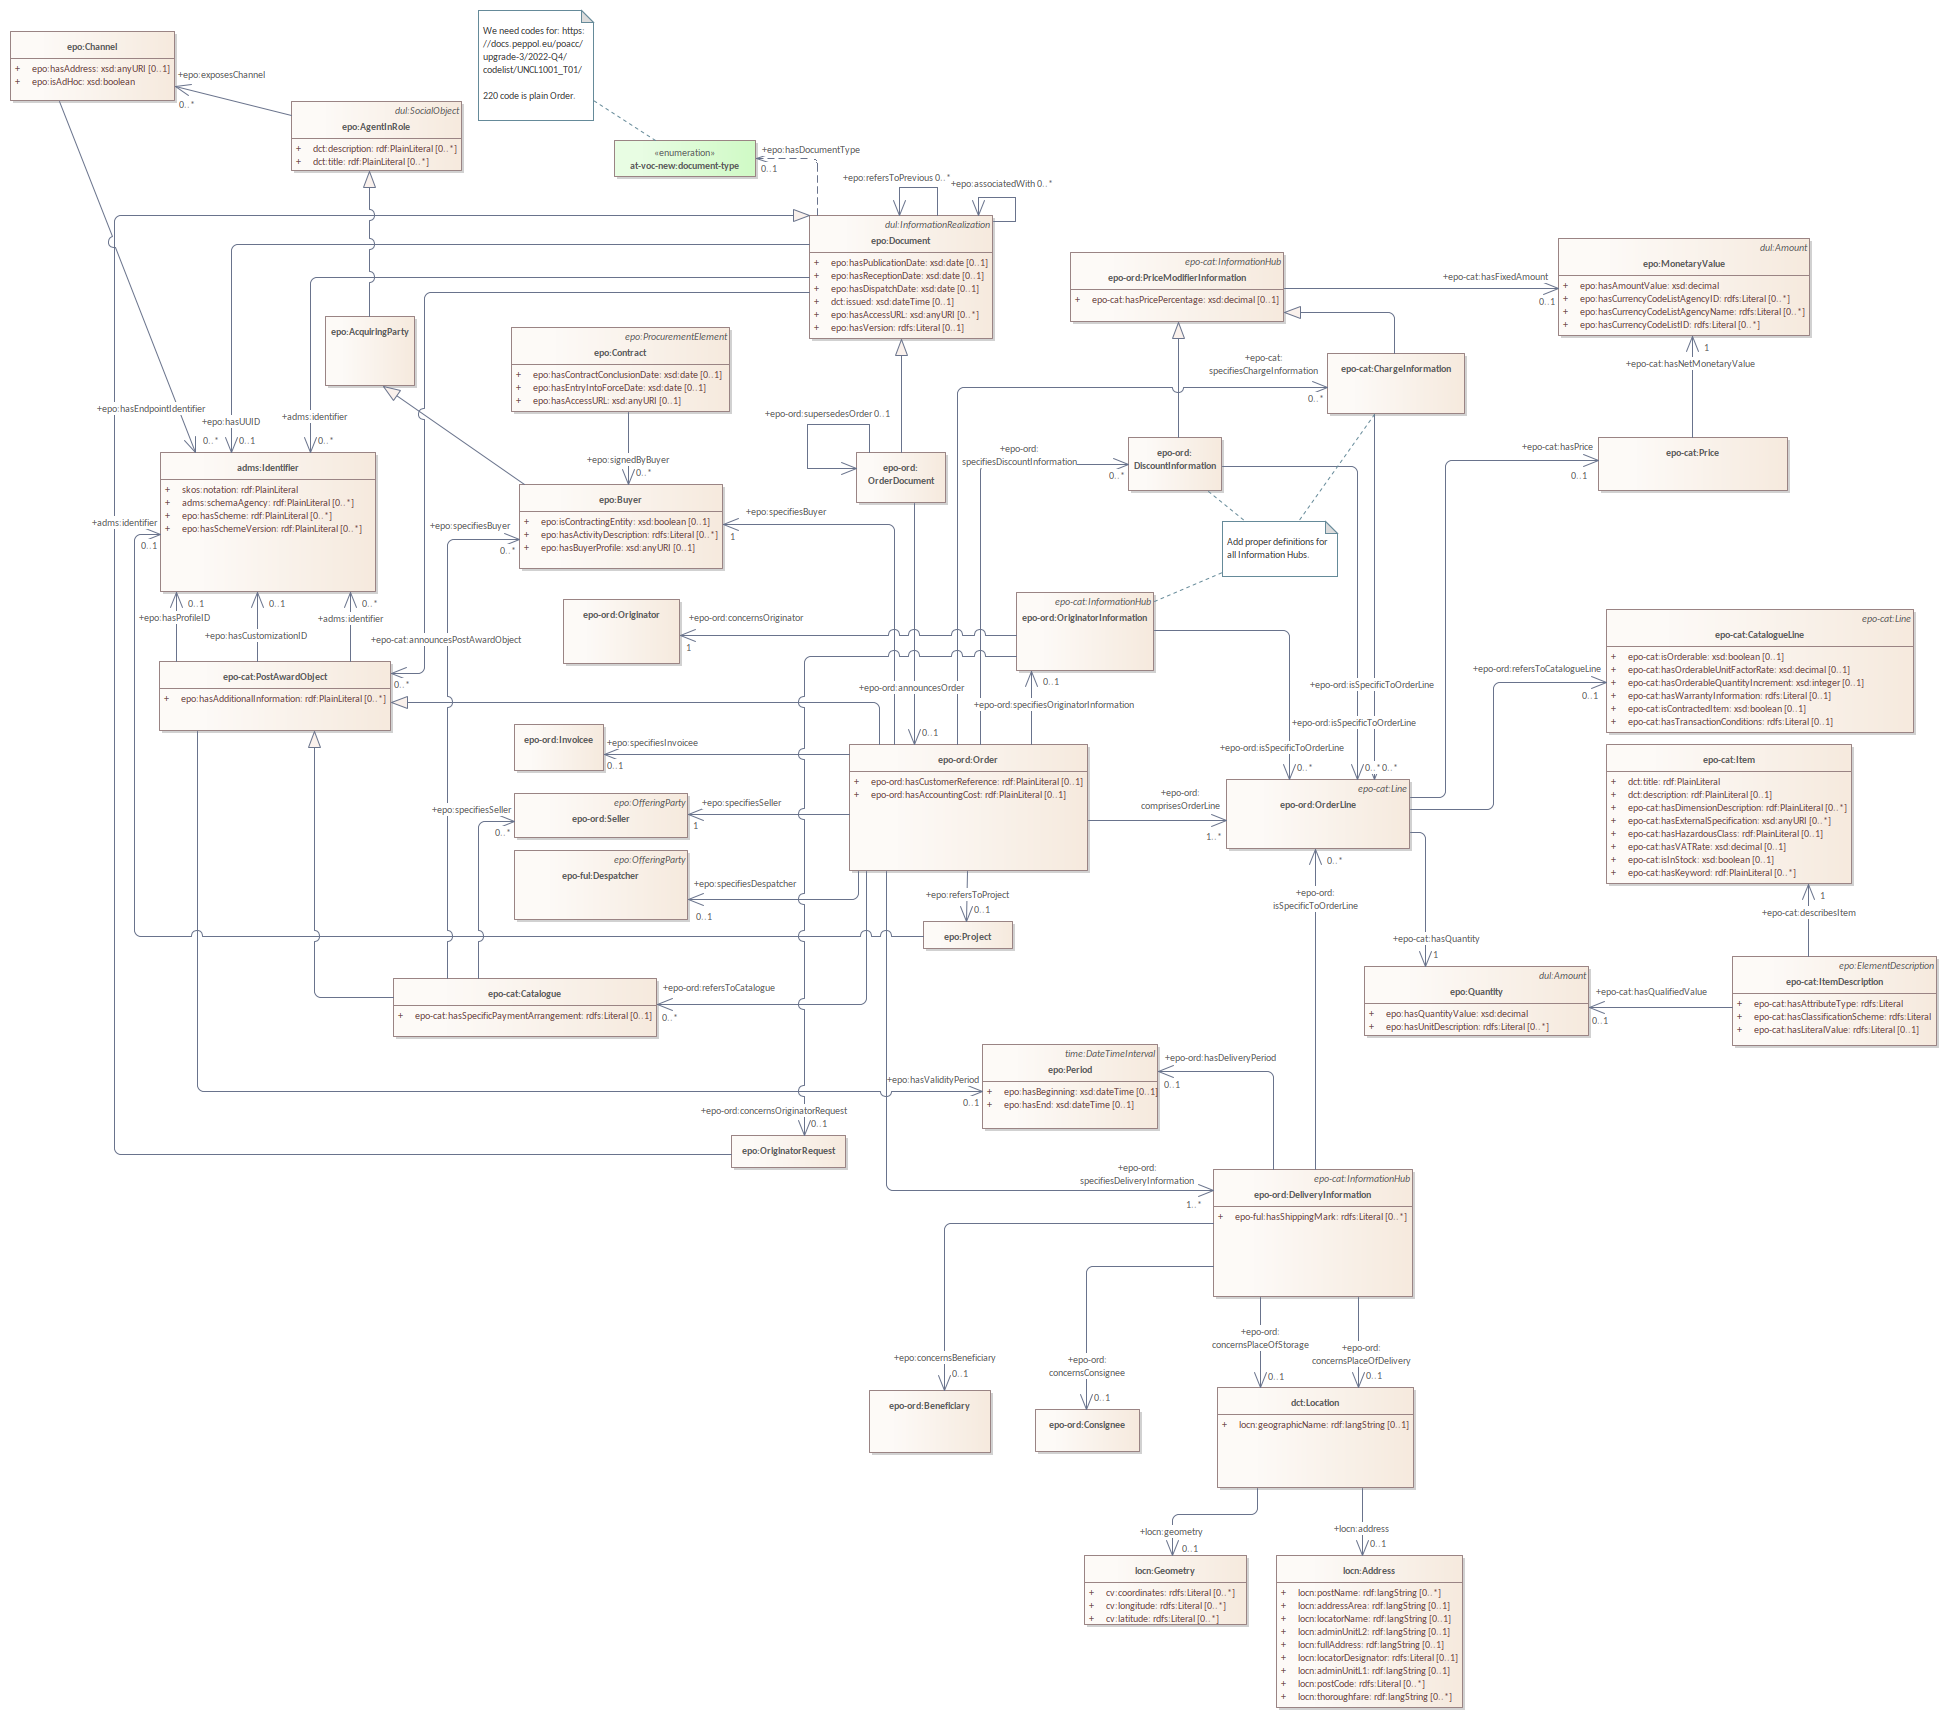 epo:Channel
+ epo:hasAddress: xsd:anyURI [0..1]
+ epo:isAdHoc: xsd:boolean
+epo:exposesChannel
0..*
dul:SocialObject
epo:AgentInRole
+ dct:description: rdf:PlainLiteral [0..*]
+ dct:title: rdf:PlainLiteral [0..*]
We need codes for: https:
//docs.peppol.eu/poacc/
upgrade-3/2022-Q4/
codelist/UNCL1001_T01/
220 code is plain Order.
«enumeration»
at-voc-new:document-type
+epo:hasDocumentType
0..1
+epo:refersToPrevious 0..*
+epo:associatedWith 0..*
dul:InformationRealization
epo:Document
+ epo:hasPublicationDate: xsd:date [0..1]
+ epo:hasReceptionDate: xsd:date [0..1]
+ epo:hasDispatchDate: xsd:date [0..1]
+ dct:issued: xsd:dateTime [0..1]
+ epo:hasAccessURL: xsd:anyURI [0..*]
+ epo:hasVersion: rdfs:Literal [0..1]
epo-cat:InformationHub
epo-ord:PriceModifierInformation
+ epo-cat:hasPricePercentage: xsd:decimal [0..1]
+epo-cat:hasFixedAmount
0..1
dul:Amount
epo:MonetaryValue
+ epo:hasAmountValue: xsd:decimal
+ epo:hasCurrencyCodeListAgencyID: rdfs:Literal [0..*]
+ epo:hasCurrencyCodeListAgencyName: rdfs:Literal [0..*]
+ epo:hasCurrencyCodeListID: rdfs:Literal [0..*]
1
+epo-cat:hasNetMonetaryValue
epo:AcquiringParty
epo:ProcurementElement
epo:Contract
+ epo:hasContractConclusionDate: xsd:date [0..1]
+ epo:hasEntryIntoForceDate: xsd:date [0..1]
+ epo:hasAccessURL: xsd:anyURI [0..1]
+epo-cat:
specifiesChargeInformation
0..*
epo-cat:ChargeInformation
+epo:hasEndpointIdentifier
0..*
+epo:hasUUID
0..1
+adms:identifier
0..*
+epo-ord:supersedesOrder 0..1
epo-ord:
OrderDocument
+epo:signedByBuyer
0..*
+epo-ord:
specifiesDiscountInformation
0..*
epo-ord:
DiscountInformation
+epo-cat:hasPrice
0..1
epo-cat:Price
adms:Identifier
+ skos:notation: rdf:PlainLiteral
+ adms:schemaAgency: rdf:PlainLiteral [0..*]
+ epo:hasScheme: rdf:PlainLiteral [0..*]
+ epo:hasSchemeVersion: rdf:PlainLiteral [0..*]
+adms:identifier
0..1
epo:Buyer
+ epo:isContractingEntity: xsd:boolean [0..1]
+ epo:hasActivityDescription: rdfs:Literal [0..*]
+ epo:hasBuyerProfile: xsd:anyURI [0..1]
+epo:specifiesBuyer
0..*
+epo:specifiesBuyer
1
Add proper definitions for
all Information Hubs.
0..1
+epo:hasProfileID
0..1
+epo:hasCustomizationID
0..*
+adms:identifier
+epo-cat:announcesPostAwardObject
0..*
epo-ord:Originator
+epo-ord:concernsOriginator
1
epo-cat:InformationHub
epo-ord:OriginatorInformation
0..1
+epo-ord:specifiesOriginatorInformation
epo-cat:Line
epo-cat:CatalogueLine
+ epo-cat:isOrderable: xsd:boolean [0..1]
+ epo-cat:hasOrderableUnitFactorRate: xsd:decimal [0..1]
+ epo-cat:hasOrderableQuantityIncrement: xsd:integer [0..1]
+ epo-cat:hasWarrantyInformation: rdfs:Literal [0..1]
+ epo-cat:isContractedItem: xsd:boolean [0..1]
+ epo-cat:hasTransactionConditions: rdfs:Literal [0..1]
+epo-ord:refersToCatalogueLine
0..1
epo-cat:PostAwardObject
+ epo:hasAdditionalInformation: rdf:PlainLiteral [0..*]
+epo-ord:announcesOrder
0..1
+epo-ord:isSpecificToOrderLine
+epo-ord:isSpecificToOrderLine
+epo-ord:isSpecificToOrderLine
0..*
0..*
0..*
epo-ord:Invoicee
+epo:specifiesInvoicee
0..1
epo-ord:Order
+ epo-ord:hasCustomerReference: rdf:PlainLiteral [0..1]
+ epo-ord:hasAccountingCost: rdf:PlainLiteral [0..1]
+epo-ord:
comprisesOrderLine
1..*
epo-cat:Line
epo-ord:OrderLine
epo-cat:Item
+ dct:title: rdf:PlainLiteral
+ dct:description: rdf:PlainLiteral [0..1]
+ epo-cat:hasDimensionDescription: rdf:PlainLiteral [0..*]
+ epo-cat:hasExternalSpecification: xsd:anyURI [0..*]
+ epo-cat:hasHazardousClass: rdf:PlainLiteral [0..1]
+ epo-cat:hasVATRate: xsd:decimal [0..1]
+ epo-cat:isInStock: xsd:boolean [0..1]
+ epo-cat:hasKeyword: rdf:PlainLiteral [0..*]
+epo:specifiesSeller
0..*
epo:OfferingParty
epo-ord:Seller
+epo:specifiesSeller
1
epo:OfferingParty
epo-ful:Despatcher
+epo:specifiesDespatcher
0..1
+epo:refersToProject
0..1
epo:Project
0..*
+epo-ord:
isSpecificToOrderLine
1
+epo-cat:describesItem
+epo-cat:hasQuantity
1
dul:Amount
epo:Quantity
+ epo:hasQuantityValue: xsd:decimal
+ epo:hasUnitDescription: rdfs:Literal [0..*]
+epo-cat:hasQualifiedValue
0..1
epo:ElementDescription
epo-cat:ItemDescription
+ epo-cat:hasAttributeType: rdfs:Literal
+ epo-cat:hasClassificationScheme: rdfs:Literal
+ epo-cat:hasLiteralValue: rdfs:Literal [0..1]
epo-cat:Catalogue
+ epo-cat:hasSpecificPaymentArrangement: rdfs:Literal [0..1]
+epo-ord:refersToCatalogue
0..*
time:DateTimeInterval
epo:Period
+ epo:hasBeginning: xsd:dateTime [0..1]
+ epo:hasEnd: xsd:dateTime [0..1]
+epo:hasValidityPeriod
0..1
+epo-ord:hasDeliveryPeriod
0..1
+epo-ord:concernsOriginatorRequest
0..1
epo:OriginatorRequest
+epo-ord:
specifiesDeliveryInformation
1..*
epo-cat:InformationHub
epo-ord:DeliveryInformation
+ epo-ful:hasShippingMark: rdfs:Literal [0..*]
+epo:concernsBeneficiary
0..1
epo-ord:Beneficiary
+epo-ord:
concernsConsignee
0..1
epo-ord:Consignee
+epo-ord:
concernsPlaceOfStorage
0..1
+epo-ord:
concernsPlaceOfDelivery
0..1
dct:Location
+ locn:geographicName: rdf:langString [0..1]
+locn:geometry
0..1
+locn:address
0..1
locn:Geometry
+ cv:coordinates: rdfs:Literal [0..*]
+ cv:longitude: rdfs:Literal [0..*]
+ cv:latitude: rdfs:Literal [0..*]
locn:Address
+ locn:postName: rdf:langString [0..*]
+ locn:addressArea: rdf:langString [0..1]
+ locn:locatorName: rdf:langString [0..1]
+ locn:adminUnitL2: rdf:langString [0..1]
+ locn:fullAddress: rdf:langString [0..1]
+ locn:locatorDesignator: rdfs:Literal [0..1]
+ locn:adminUnitL1: rdf:langString [0..1]
+ locn:postCode: rdfs:Literal [0..*]
+ locn:thoroughfare: rdf:langString [0..*]